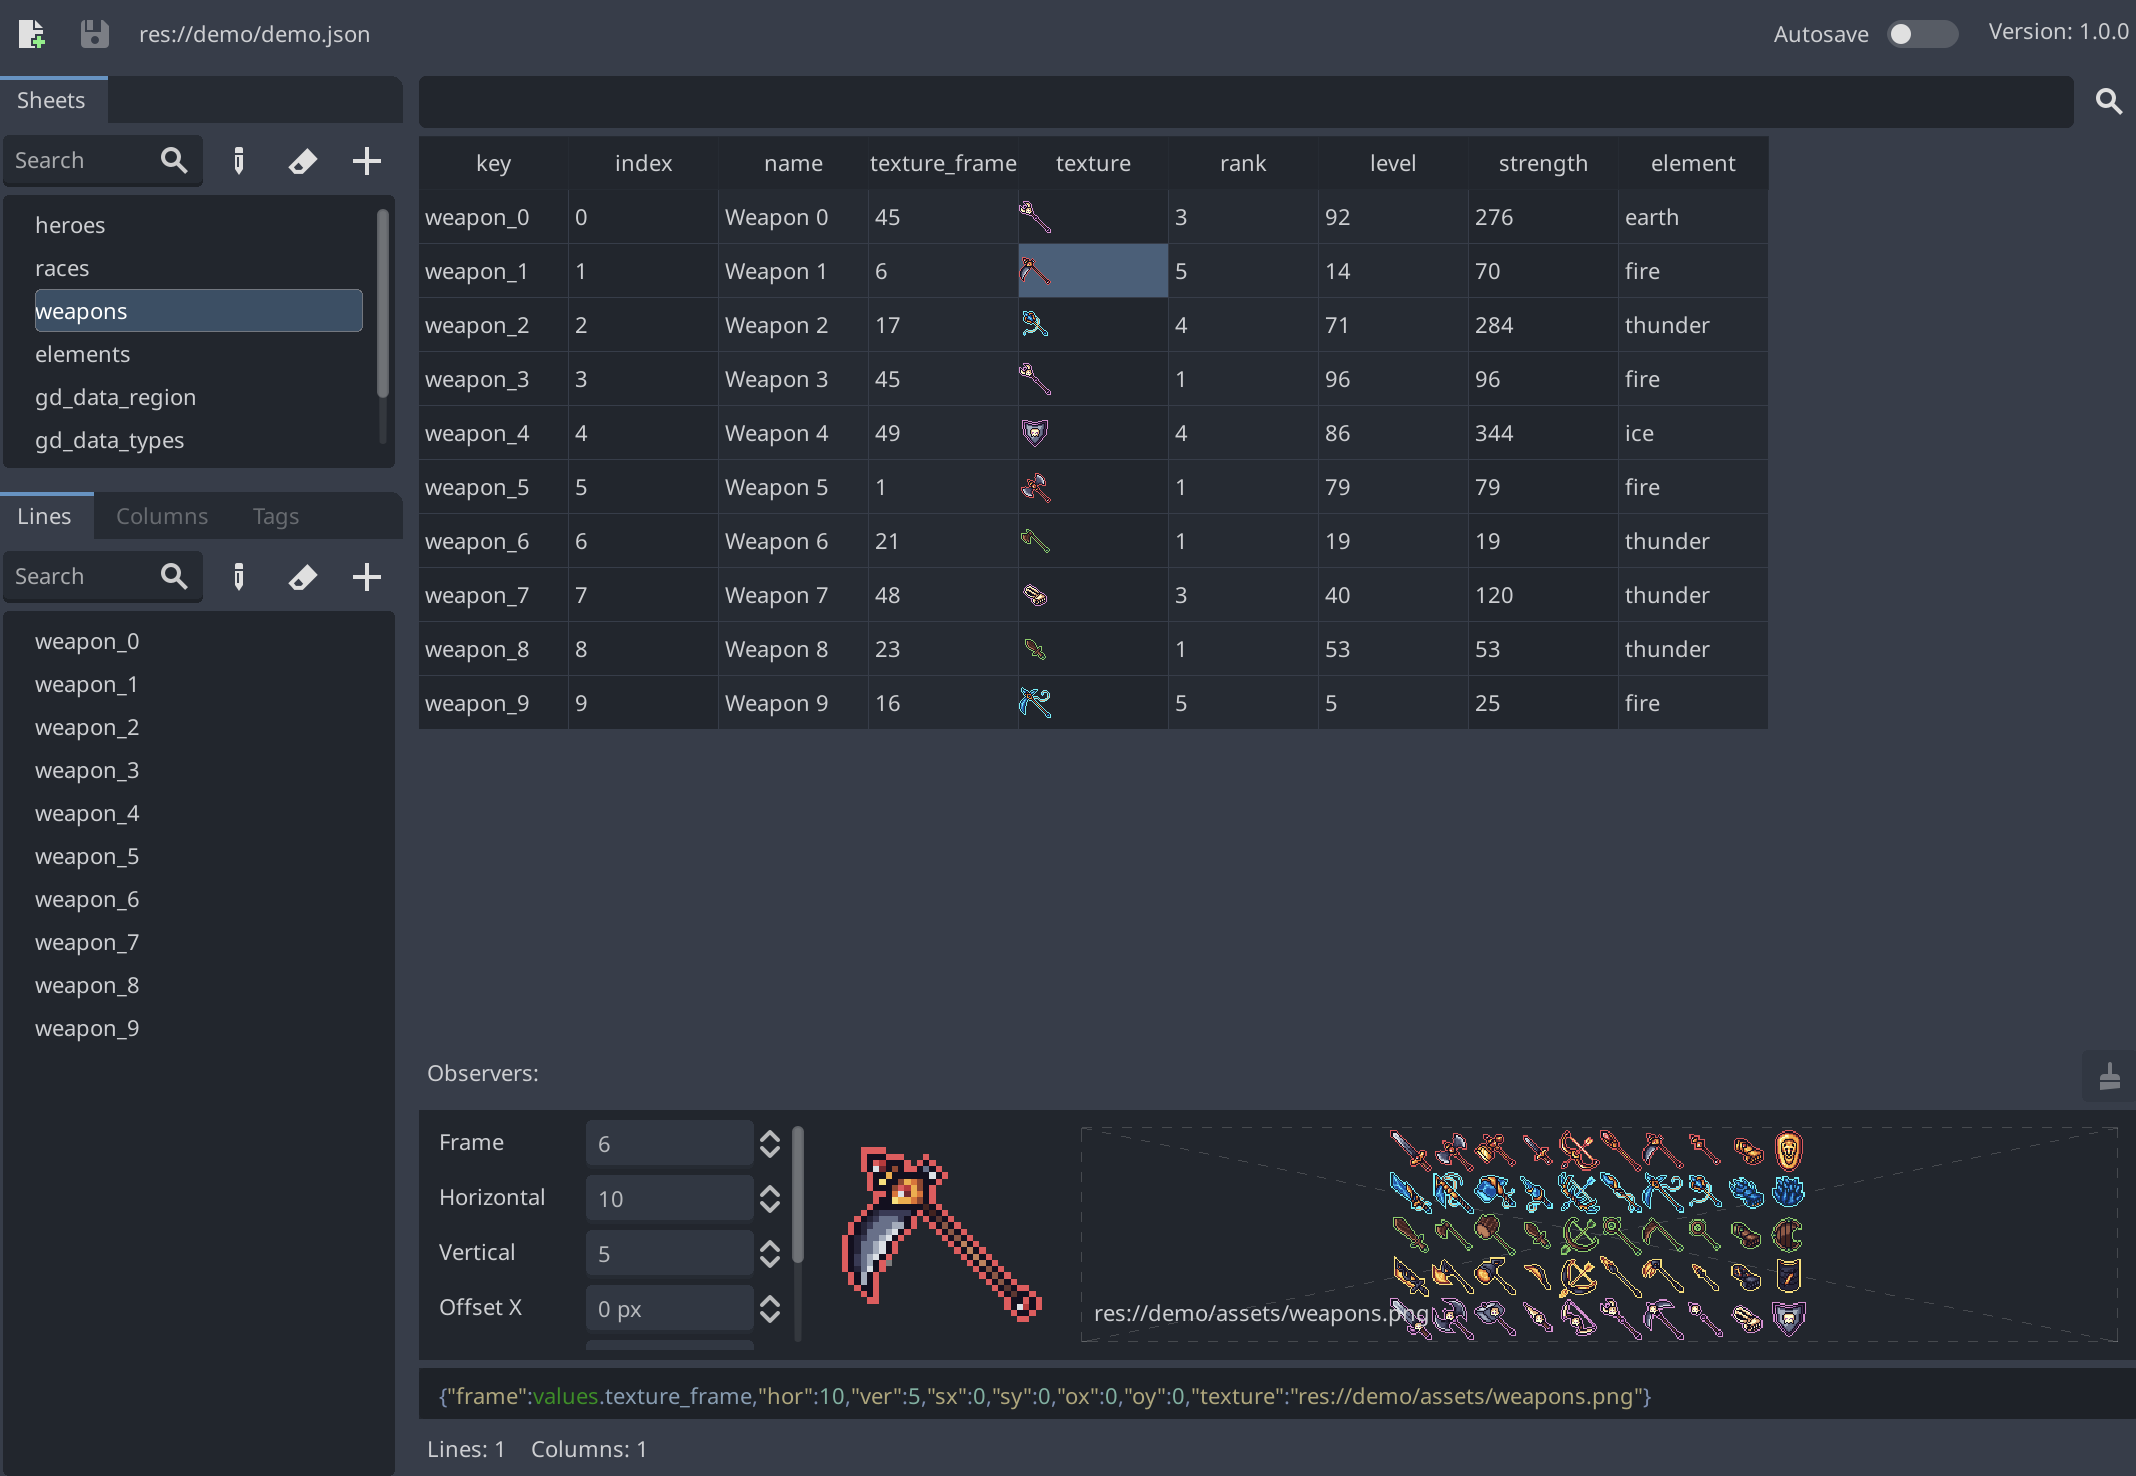 res://demo/demo.json
Autosave
Version: 1.0.0
Sheets
Search
heroes
races
weapons
elements
gd_data_region
gd_data_types
Lines Columns Tags
Search
weapon_0
weapon_1
weapon_2
weapon_3
weapon_4
weapon_5
weapon_6
weapon_7
weapon_8
weapon_9
key index name texture_frame texture rank level strength element
weapon_0 0 Weapon 0 45 3 92 276 earth
weapon_1 1 Weapon 1 6 5 14 70 fire
weapon_2 2 Weapon 2 17 4 71 284 thunder
weapon_3 3 Weapon 3 45 1 96 96 fire
weapon_4 4 Weapon 4 49 4 86 344 ice
weapon_5 5 Weapon 5 1 1 79 79 fire
weapon_6 6 Weapon 6 21 1 19 19 thunder
weapon_7 7 Weapon 7 48 3 40 120 thunder
weapon_8 8 Weapon 8 23 1 53 53 thunder
weapon_9 9 Weapon 9 16 5 5 25 fire
Observers:
Frame 6
Horizontal 10
Vertical 5
Offset X 0 px
res://demo/assets/weapons.png
{"frame":values.texture_frame,"hor":10,"ver":5,"sx":0,"sy":0,"ox":0,"oy":0,"texture":"res://demo/assets/weapons.png"}
Lines: 1 Columns: 1